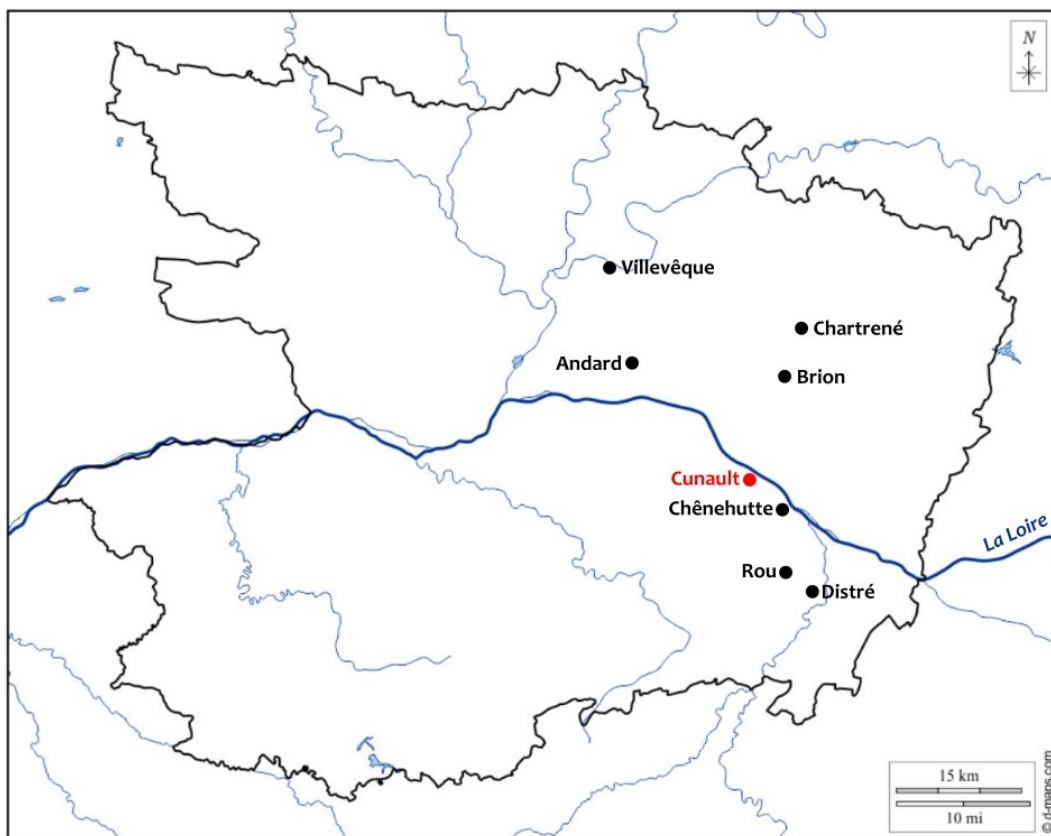 N
Villevêque
Chartrené
Andard
Brion
Cunault
Chênehutte
La Loire
Rou
Distré
15 km
10 mi
© d-maps.com